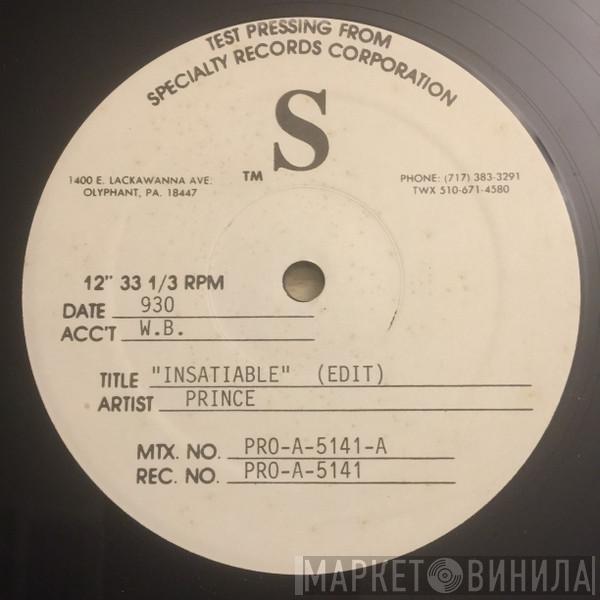 TEST PRESSING FROM
SPECIALTY RECORDS CORPORATION
S
TM
1400 E. LACKAWANNA AVE.
OLYPHANT, PA. 18447
PHONE: (717) 383-3291
TWX 510-671-4580
12" 33 1/3 RPM
DATE 930
ACC'T W.B.
TITLE "INSATIABLE" (EDIT)
ARTIST PRINCE
MTX. NO. PRO-A-5141-A
REC. NO. PRO-A-5141
МАРКЕТ ВИНИЛА